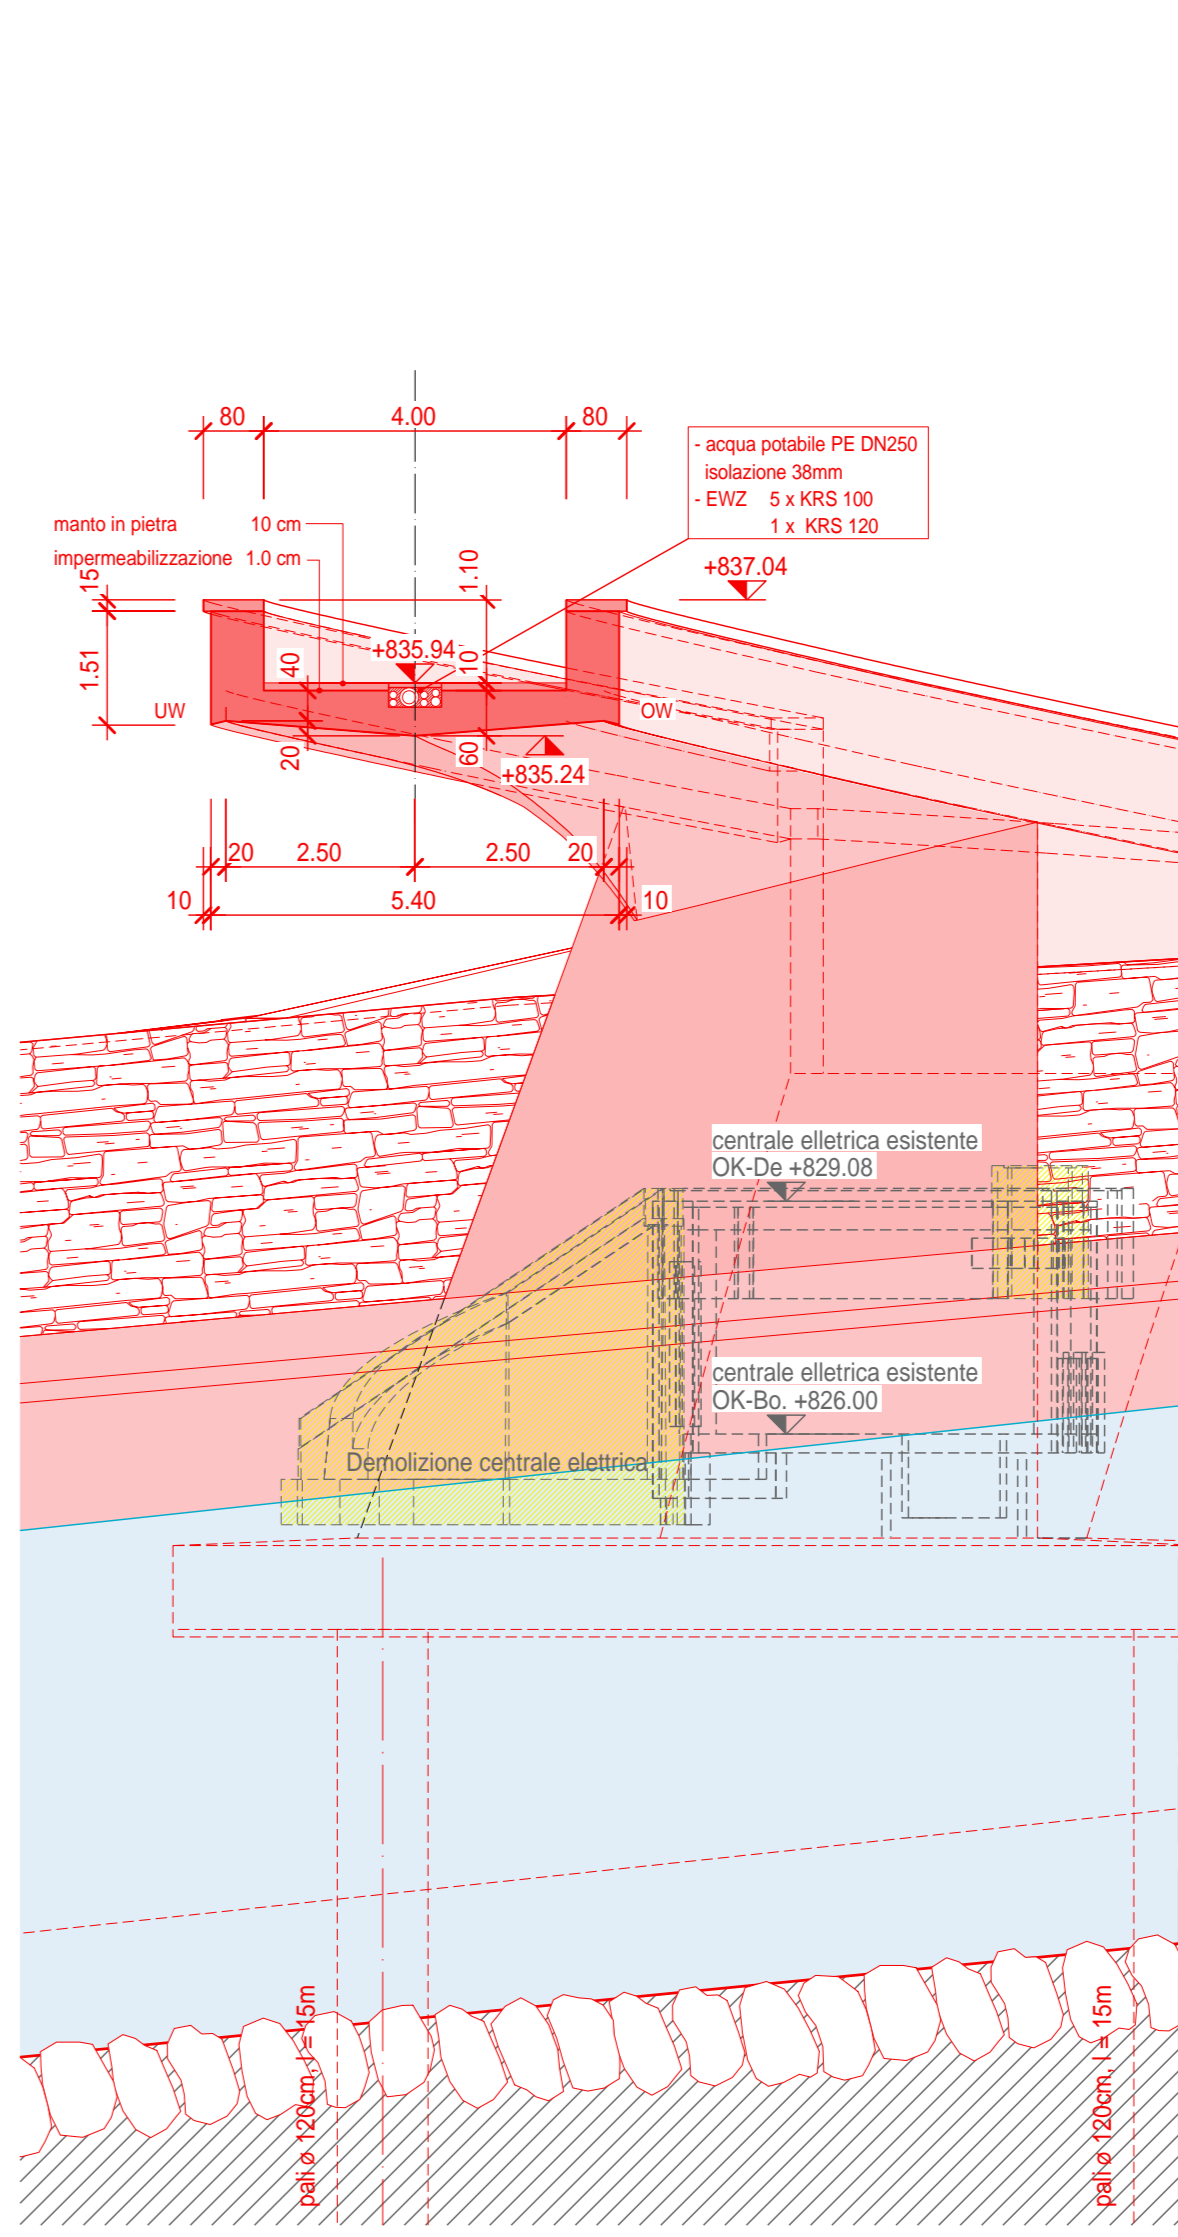 80
4.00
80
- acqua potabile PE DN250
isolazione 38mm
- EWZ 5 x KRS 100
1 x KRS 120
manto in pietra 10 cm
impermeabilizzazione 1.0 cm
15
1.10
+837.04
1.51
40
+835.94
10
UW
OW
20
60
+835.24
20
2.50
2.50
20
10
5.40
10
centrale elletrica esistente
OK-De +829.08
centrale elletrica esistente
OK-Bo. +826.00
Demolizione centrale elettrica
pali ø 120cm, l = 15m
pali ø 120cm, l = 15m